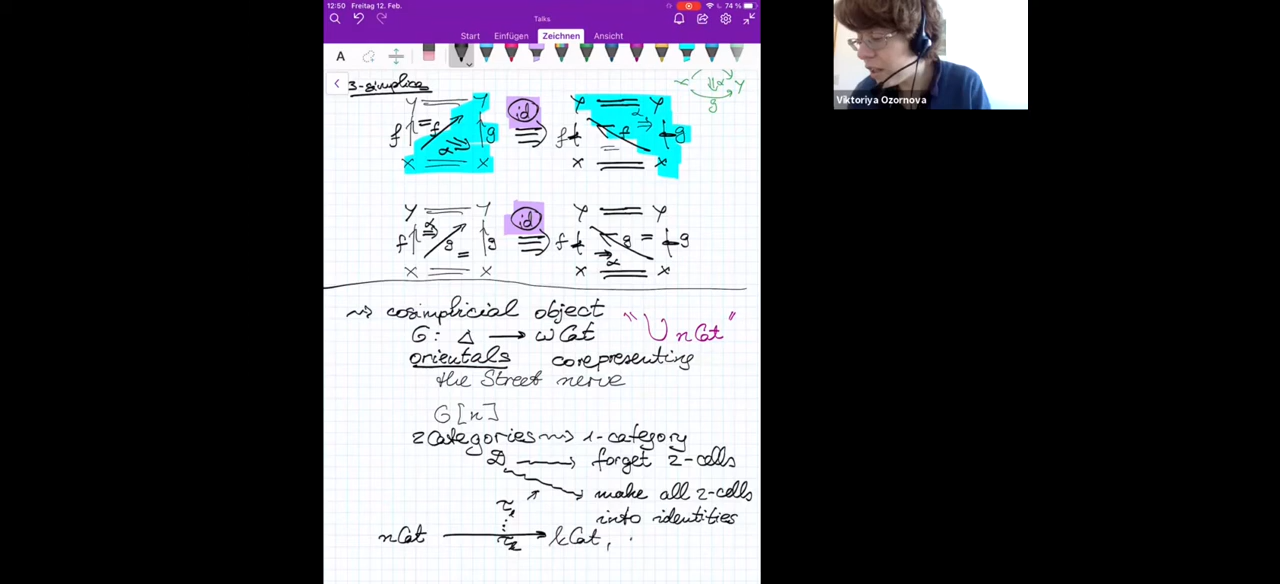 12:50 Freitag 12. Feb.
74 %
Talks
Start Einfügen Zeichnen Ansicht
Viktoriya Ozornova
3-simplices
x α y
g
Y Y id Y Y
f = f α g f f α g
x x = x x
Y Y id Y Y
f α g g f g = g
x = x x α x
⇝ cosimplicial object
G: Δ → ωCat "∪ nCat"
orientals corepresenting
the Street nerve
G[n]
2Categories ⇝ 1-category
D → forget 2-cells
make all 2-cells
into identities
τ₁
nCat → kCat,
τₖ